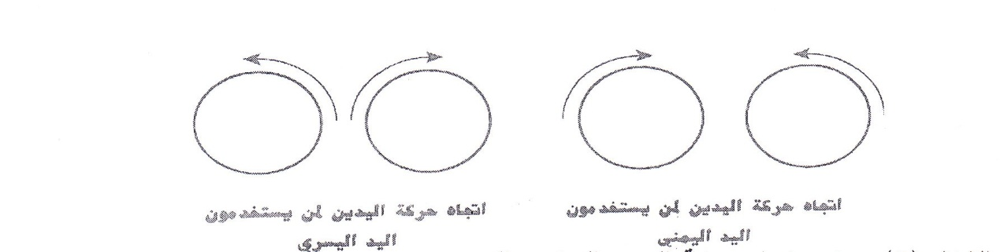 اتجاه حركة اليدين لمن يستخدمون
اليد اليمنى
اتجاه حركة اليدين لمن يستخدمون
اليد اليسرى